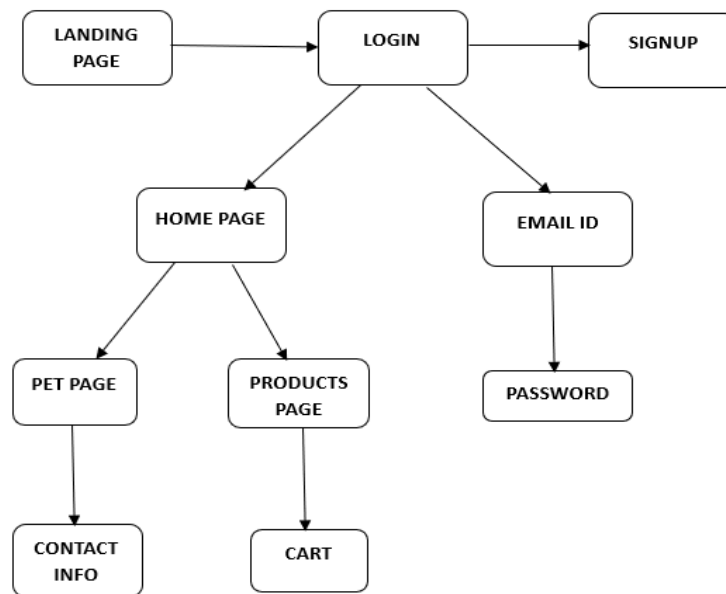 LANDING
PAGE
LOGIN
SIGNUP
HOME PAGE
EMAIL ID
PET PAGE
PRODUCTS
PAGE
PASSWORD
CONTACT
INFO
CART